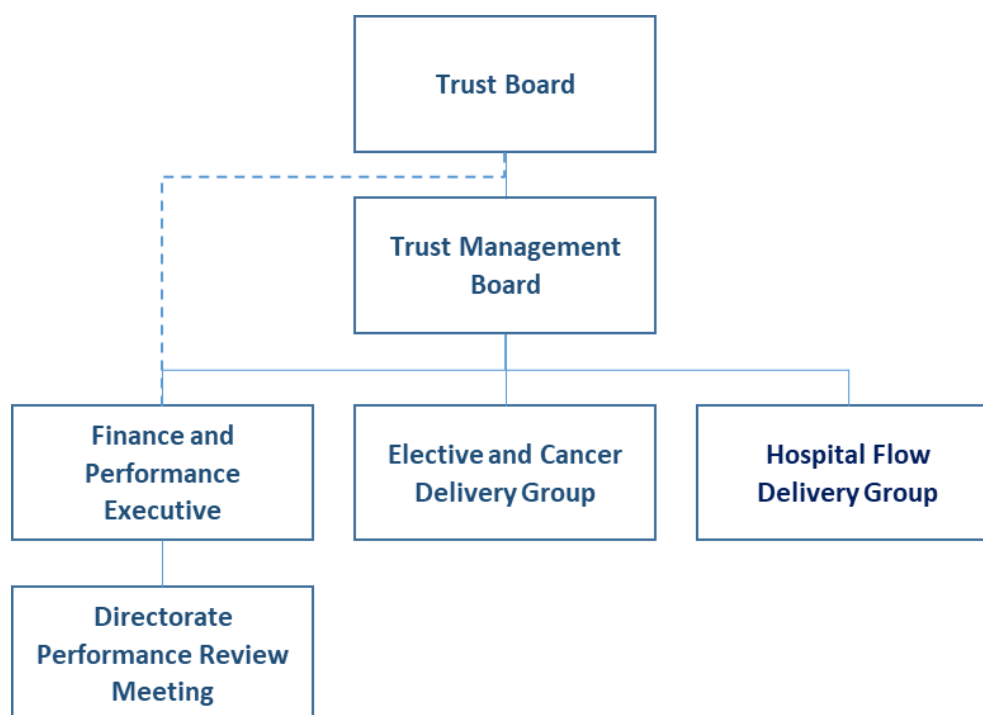 Trust Board
Trust Management
Board
Finance and
Performance
Executive
Elective and Cancer
Delivery Group
Hospital Flow
Delivery Group
Directorate
Performance Review
Meeting